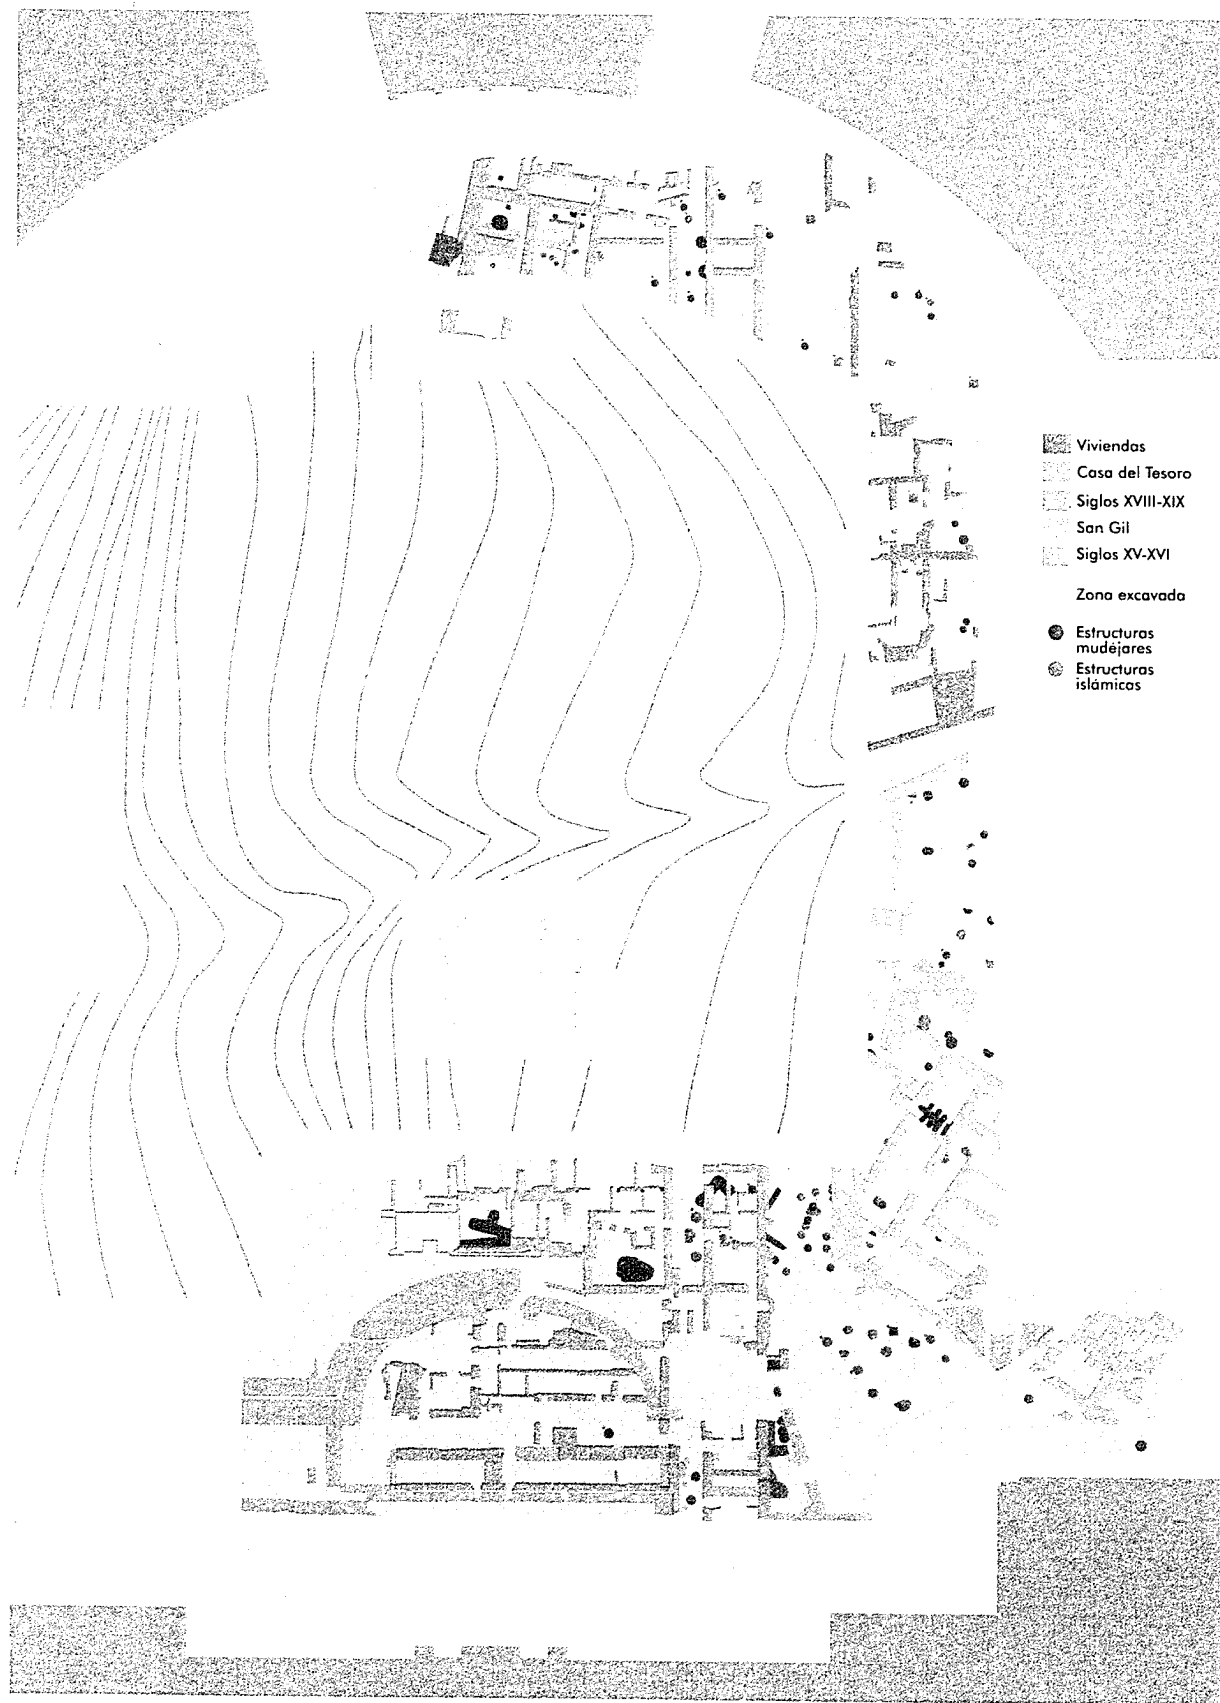 Viviendas
Casa del Tesoro
Siglos XVIII-XIX
San Gil
Siglos XV-XVI
Zona excavada
Estructuras
mudéjares
Estructuras
islámicas